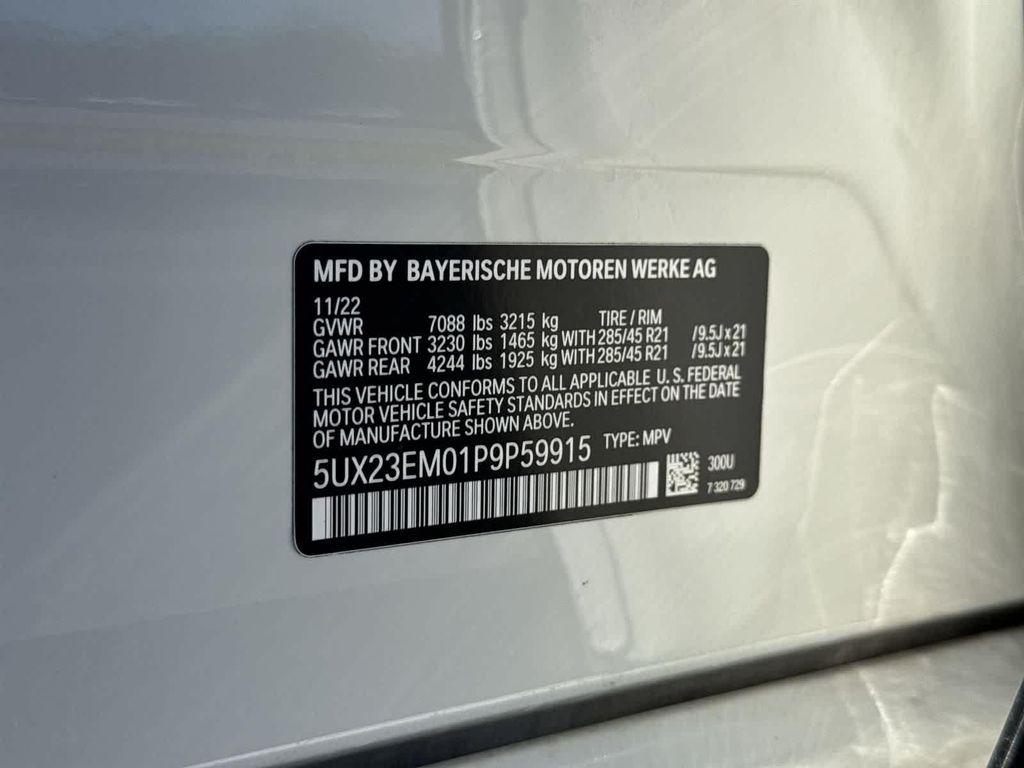 MFD BY BAYERISCHE MOTOREN WERKE AG
11/22
GVWR 7088 lbs 3215 kg TIRE / RIM
GAWR FRONT 3230 lbs 1465 kg WITH 285/45 R21 /9.5J x 21
GAWR REAR 4244 lbs 1925 kg WITH 285/45 R21 /9.5J x 21
THIS VEHICLE CONFORMS TO ALL APPLICABLE U. S. FEDERAL
MOTOR VEHICLE SAFETY STANDARDS IN EFFECT ON THE DATE
OF MANUFACTURE SHOWN ABOVE.
5UX23EM01P9P59915 TYPE: MPV
300U
7 320 729